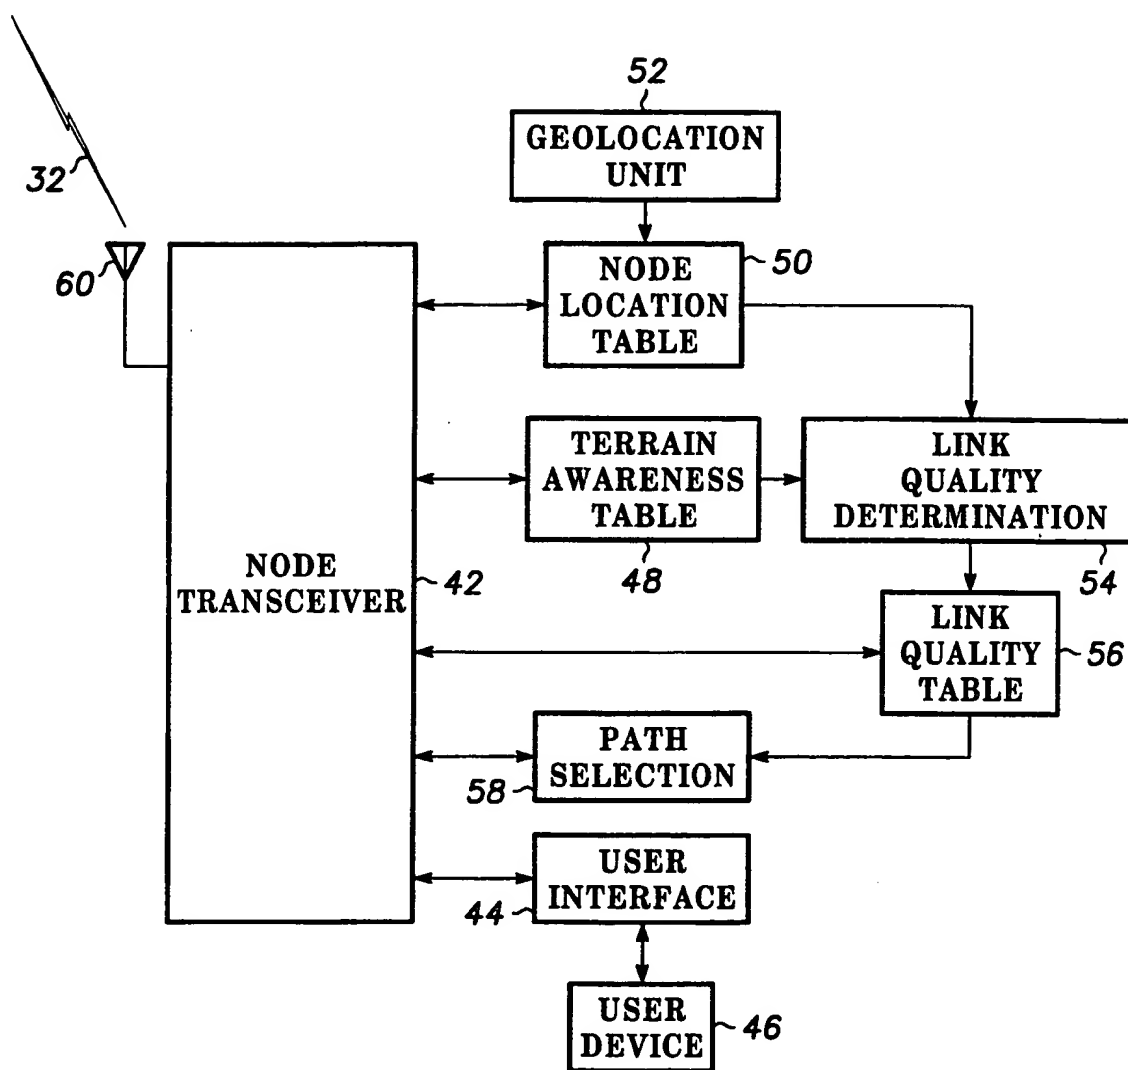 52
GEOLOCATION
UNIT
32
60
NODE
LOCATION
TABLE
50
TERRAIN
AWARENESS
TABLE
48
LINK
QUALITY
DETERMINATION
54
NODE
TRANSCEIVER
42
LINK
QUALITY
TABLE
56
PATH
SELECTION
58
USER
INTERFACE
44
USER
DEVICE
46